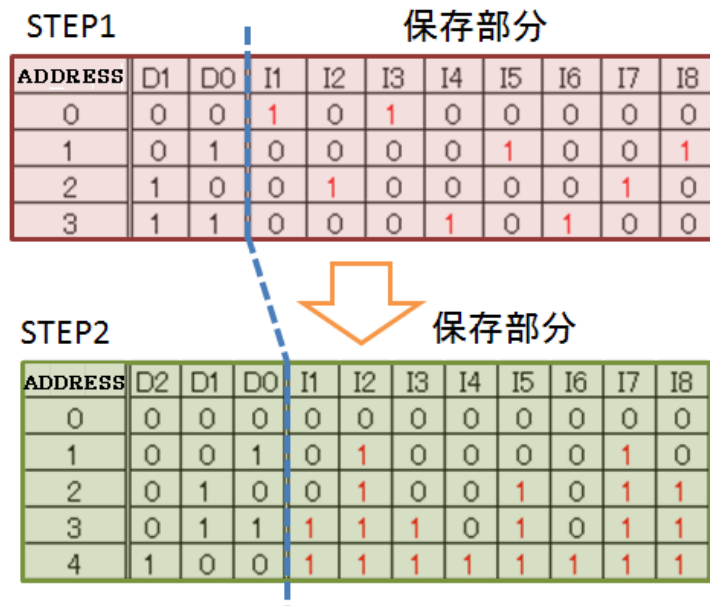 STEP1 保存部分
ADDRESS D1 D0 I1 I2 I3 I4 I5 I6 I7 I8
0 0 0 1 0 1 0 0 0 0 0
1 0 1 0 0 0 0 1 0 0 1
2 1 0 0 1 0 0 0 0 1 0
3 1 1 0 0 0 1 0 1 0 0
STEP2 保存部分
ADDRESS D2 D1 D0 I1 I2 I3 I4 I5 I6 I7 I8
0 0 0 0 0 0 0 0 0 0 0 0
1 0 0 1 0 1 0 0 0 0 1 0
2 0 1 0 0 1 0 0 1 0 1 1
3 0 1 1 1 1 1 0 1 0 1 1
4 1 0 0 1 1 1 1 1 1 1 1